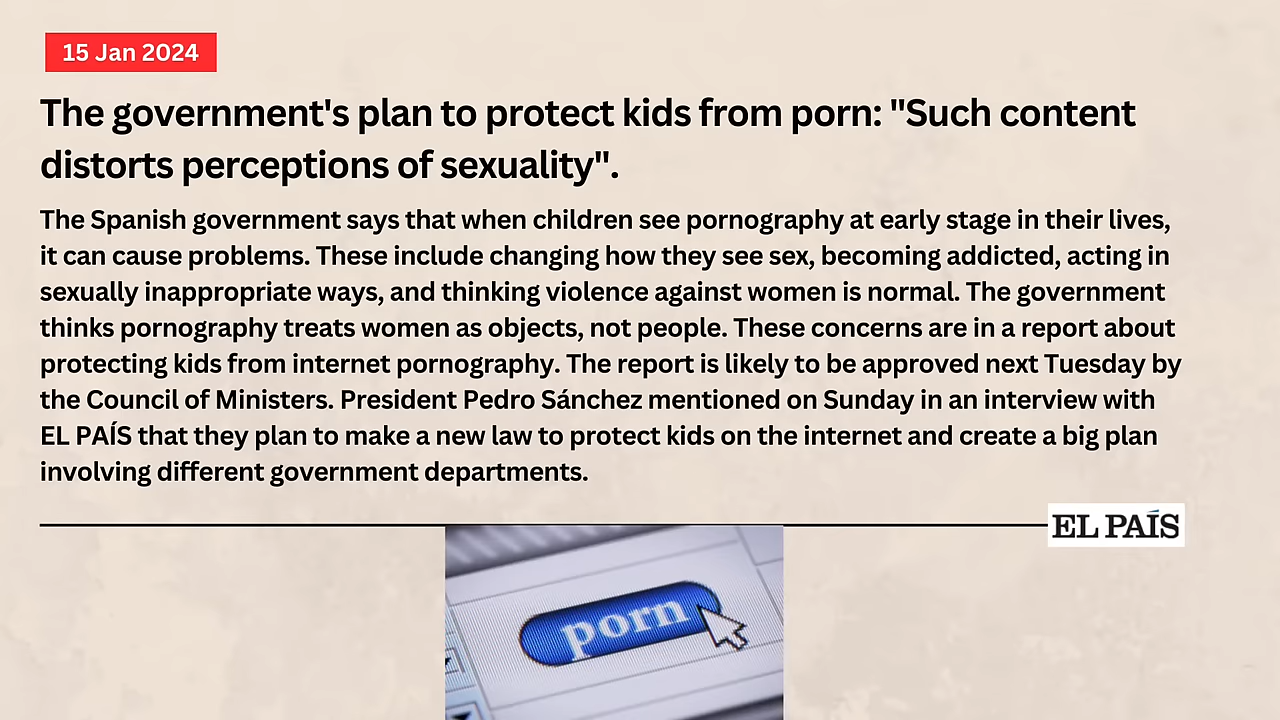 15 Jan 2024
The government's plan to protect kids from porn: "Such content
distorts perceptions of sexuality".
The Spanish government says that when children see pornography at early stage in their lives,
it can cause problems. These include changing how they see sex, becoming addicted, acting in
sexually inappropriate ways, and thinking violence against women is normal. The government
thinks pornography treats women as objects, not people. These concerns are in a report about
protecting kids from internet pornography. The report is likely to be approved next Tuesday by
the Council of Ministers. President Pedro Sánchez mentioned on Sunday in an interview with
EL PAÍS that they plan to make a new law to protect kids on the internet and create a big plan
involving different government departments.
EL PAÍS
porn